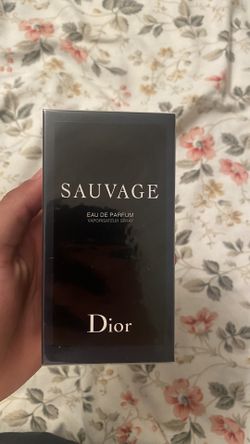 SAUVAGE
EAU DE PARFUM
VAPORISATEUR SPRAY
Dior